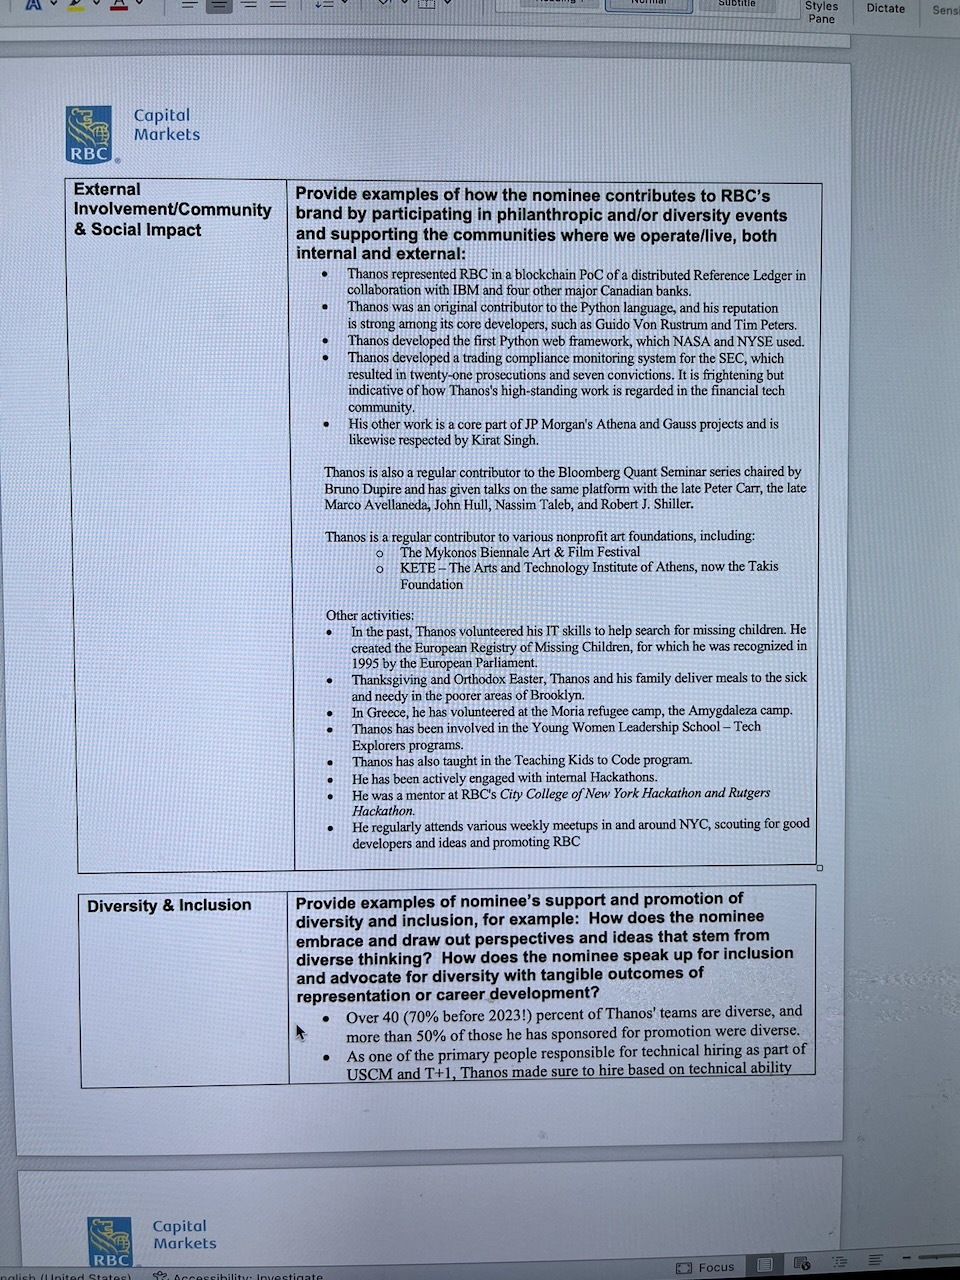 Normal
Subtitle
Styles
Pane
Dictate
Capital
Markets
RBC
External
Involvement/Community
& Social Impact
Provide examples of how the nominee contributes to RBC's
brand by participating in philanthropic and/or diversity events
and supporting the communities where we operate/live, both
internal and external:
• Thanos represented RBC in a blockchain PoC of a distributed Reference Ledger in
collaboration with IBM and four other major Canadian banks.
• Thanos was an original contributor to the Python language, and his reputation
is strong among its core developers, such as Guido Von Rustrum and Tim Peters.
• Thanos developed the first Python web framework, which NASA and NYSE used.
• Thanos developed a trading compliance monitoring system for the SEC, which
resulted in twenty-one prosecutions and seven convictions. It is frightening but
indicative of how Thanos's high-standing work is regarded in the financial tech
community.
• His other work is a core part of JP Morgan's Athena and Gauss projects and is
likewise respected by Kirat Singh.
Thanos is also a regular contributor to the Bloomberg Quant Seminar series chaired by
Bruno Dupire and has given talks on the same platform with the late Peter Carr, the late
Marco Avellaneda, John Hull, Nassim Taleb, and Robert J. Shiller.
Thanos is a regular contributor to various nonprofit art foundations, including:
o The Mykonos Biennale Art & Film Festival
o KETE – The Arts and Technology Institute of Athens, now the Takis
Foundation
Other activities:
• In the past, Thanos volunteered his IT skills to help search for missing children. He
created the European Registry of Missing Children, for which he was recognized in
1995 by the European Parliament.
• Thanksgiving and Orthodox Easter, Thanos and his family deliver meals to the sick
and needy in the poorer areas of Brooklyn.
• In Greece, he has volunteered at the Moria refugee camp, the Amygdaleza camp.
• Thanos has been involved in the Young Women Leadership School – Tech
Explorers programs.
• Thanos has also taught in the Teaching Kids to Code program.
• He has been actively engaged with internal Hackathons.
• He was a mentor at RBC's City College of New York Hackathon and Rutgers
Hackathon.
• He regularly attends various weekly meetups in and around NYC, scouting for good
developers and ideas and promoting RBC
Diversity & Inclusion
Provide examples of nominee's support and promotion of
diversity and inclusion, for example: How does the nominee
embrace and draw out perspectives and ideas that stem from
diverse thinking? How does the nominee speak up for inclusion
and advocate for diversity with tangible outcomes of
representation or career development?
• Over 40 (70% before 2023!) percent of Thanos' teams are diverse, and
more than 50% of those he has sponsored for promotion were diverse.
• As one of the primary people responsible for technical hiring as part of
USCM and T+1, Thanos made sure to hire based on technical ability
Capital
Markets
RBC
(United States)
Accessibility: Investigate
Focus